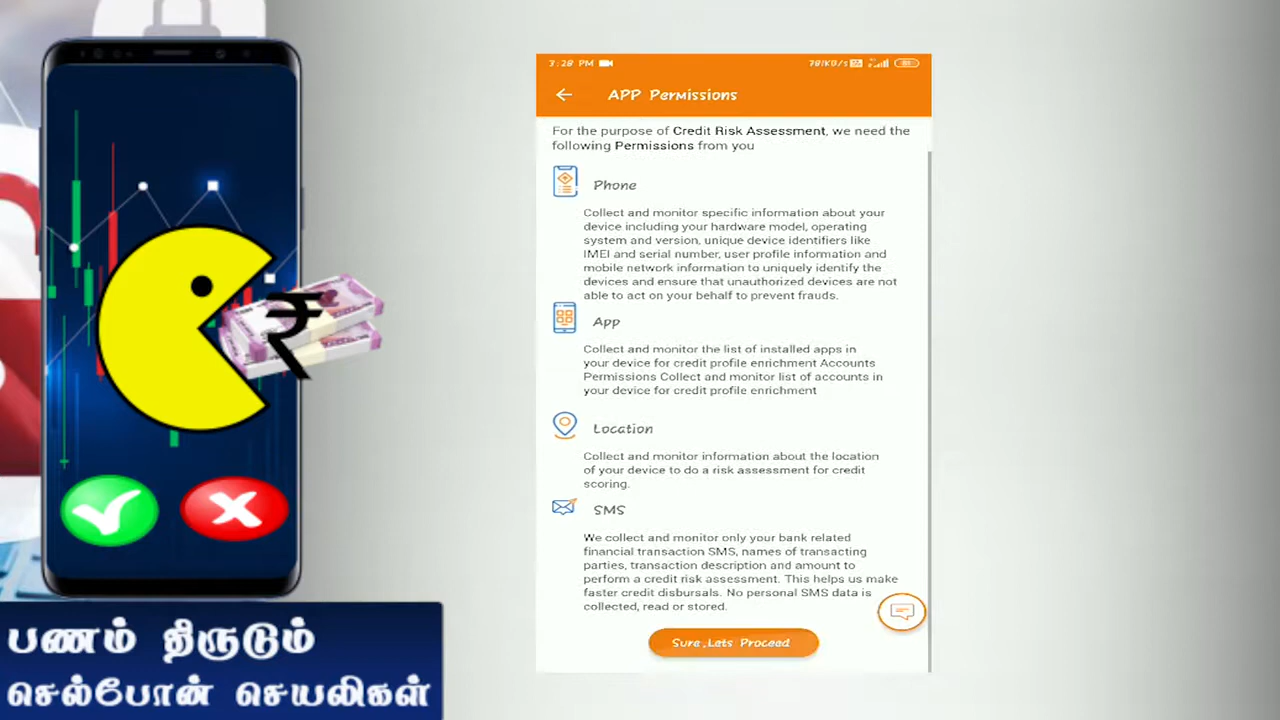 3:28 PM
APP Permissions
For the purpose of Credit Risk Assessment, we need the
following Permissions from you
Phone
Collect and monitor specific information about your
device including your hardware model, operating
system and version, unique device identifiers like
IMEI and serial number, user profile information and
mobile network information to uniquely identify the
devices and ensure that unauthorized devices are not
able to act on your behalf to prevent frauds.
App
Collect and monitor the list of installed apps in
your device for credit profile enrichment Accounts
Permissions Collect and monitor list of accounts in
your device for credit profile enrichment
Location
Collect and monitor information about the location
of your device to do a risk assessment for credit
scoring.
SMS
We collect and monitor only your bank related
financial transaction SMS, names of transacting
parties, transaction description and amount to
perform a credit risk assessment. This helps us make
faster credit disbursals. No personal SMS data is
collected, read or stored.
Sure,Lets Proceed
₹
பணம் திருடும்
செல்போன் செயலிகள்